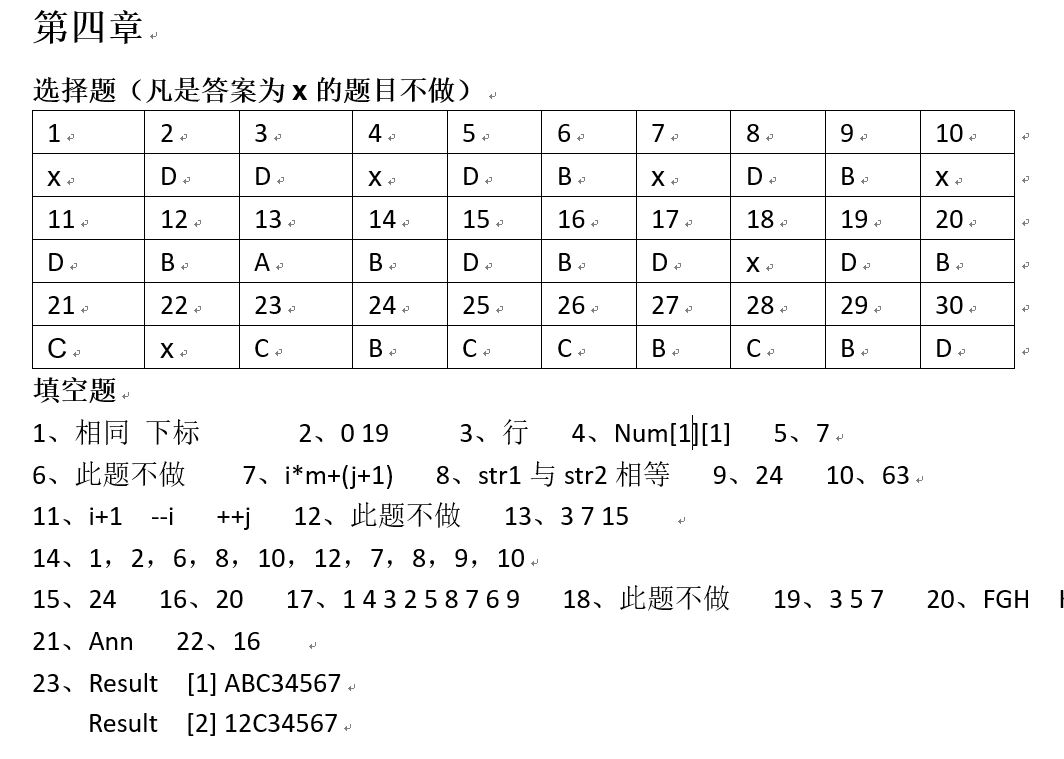 第四章
选择题（凡是答案为 x 的题目不做）
1 2 3 4 5 6 7 8 9 10
x D D x D B x D B x
11 12 13 14 15 16 17 18 19 20
D B A B D B D x D B
21 22 23 24 25 26 27 28 29 30
C x C B C C B C B D
填空题
1、相同 下标 2、0 19 3、行 4、Num[1][1] 5、7
6、此题不做 7、i*m+(j+1) 8、str1 与 str2 相等 9、24 10、63
11、i+1 --i ++j 12、此题不做 13、3 7 15
14、1，2，6，8，10，12，7，8，9，10
15、24 16、20 17、1 4 3 2 5 8 7 6 9 18、此题不做 19、3 5 7 20、FGH
21、Ann 22、16
23、Result [1] ABC34567
Result [2] 12C34567